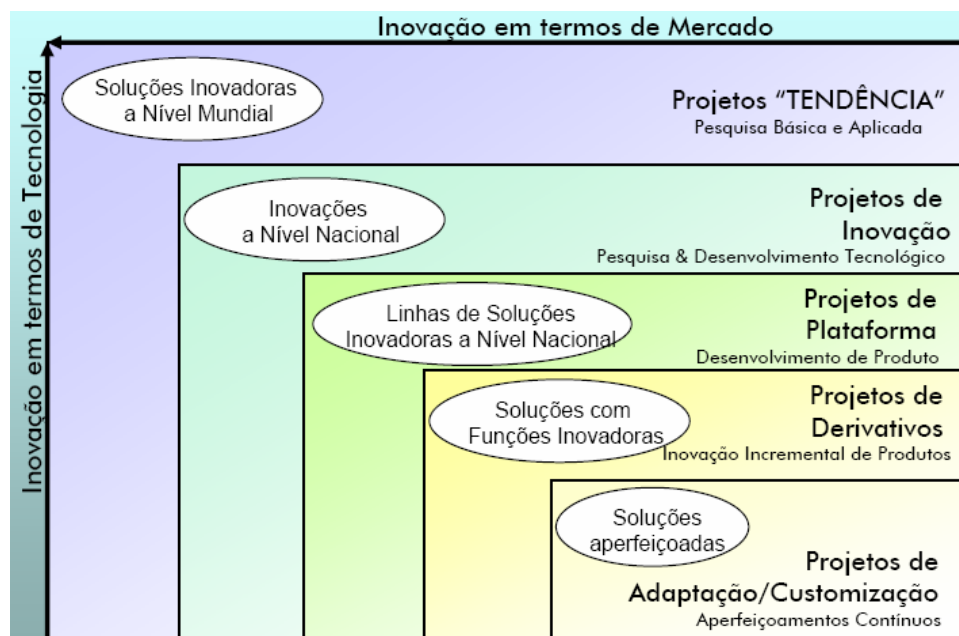 Inovação em termos de Mercado
Inovação em termos de Tecnologia
Soluções Inovadoras
a Nível Mundial
Projetos “TENDÊNCIA”
Pesquisa Básica e Aplicada
Inovações
a Nível Nacional
Projetos de
Inovação
Pesquisa & Desenvolvimento Tecnológico
Linhas de Soluções
Inovadoras a Nível Nacional
Projetos de
Plataforma
Desenvolvimento de Produto
Soluções com
Funções Inovadoras
Projetos de
Derivativos
Inovação Incremental de Produtos
Soluções
aperfeiçoadas
Projetos de
Adaptação/Customização
Aperfeiçoamentos Contínuos